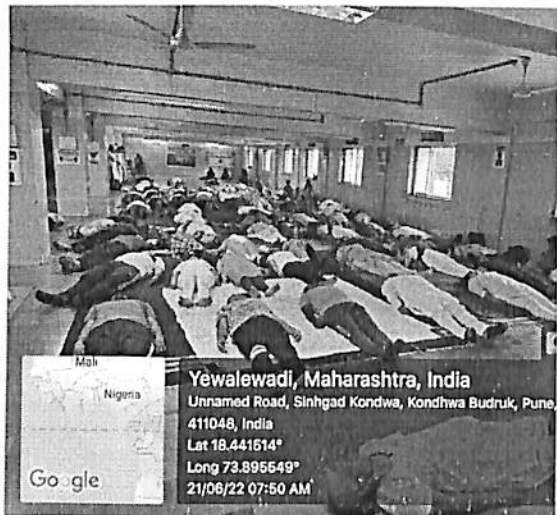 Mali
Nigeria
Google
Yewalewadi, Maharashtra, India
Unnamed Road, Sinhgad Kondwa, Kondhwa Budruk, Pune,
411048, India
Lat 18.441514°
Long 73.895549°
21/06/22 07:50 AM